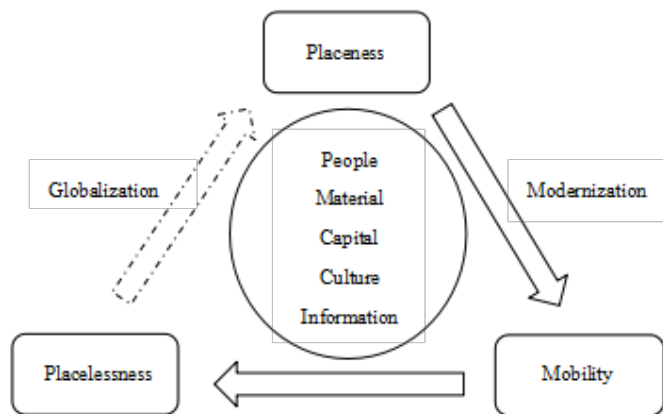 Placeness
People
Globalization
Material
Modernization
Capital
Culture
Information
Placelessness
Mobility